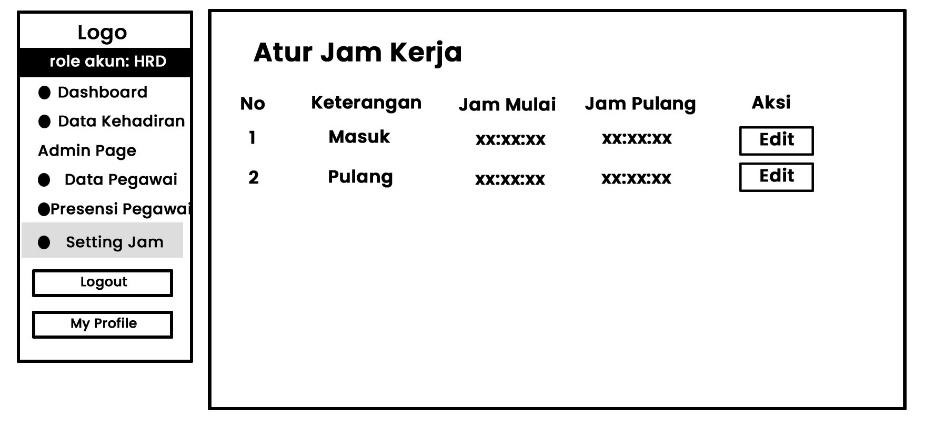 Logo
role akun: HRD
Dashboard
Data Kehadiran
Admin Page
Data Pegawai
Presensi Pegawai
Setting Jam
Logout
My Profile
Atur Jam Kerja
No Keterangan Jam Mulai Jam Pulang Aksi
1 Masuk xx:xx:xx xx:xx:xx Edit
2 Pulang xx:xx:xx xx:xx:xx Edit